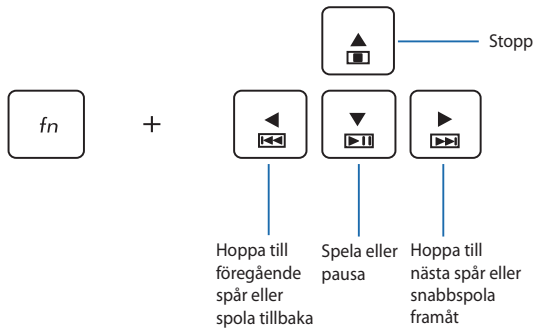 Stopp
fn
+
Hoppa till
föregående
spår eller
spola tillbaka
Spela eller
pausa
Hoppa till
nästa spår eller
snabbspola
framåt